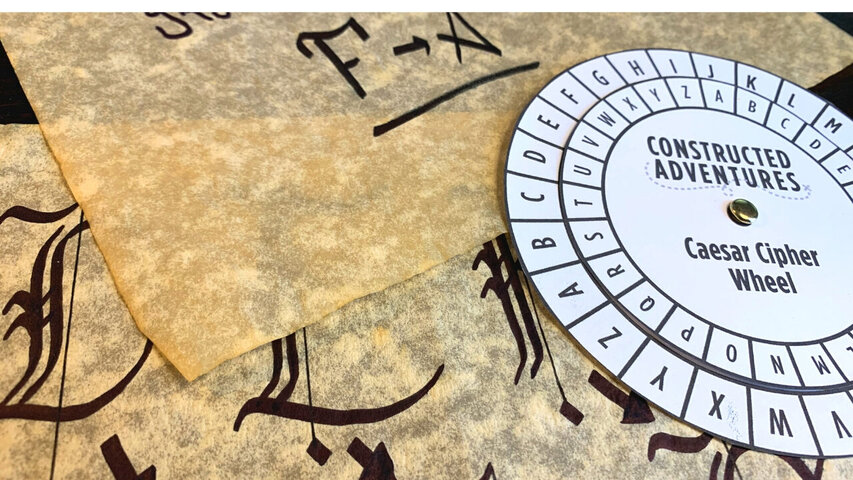 F → A
A B C D E F G H I J K L M
V W X Y Z
M N O P Q R S T U V W X Y Z A B C D E
CONSTRUCTED
ADVENTURES
Caesar Cipher
Wheel